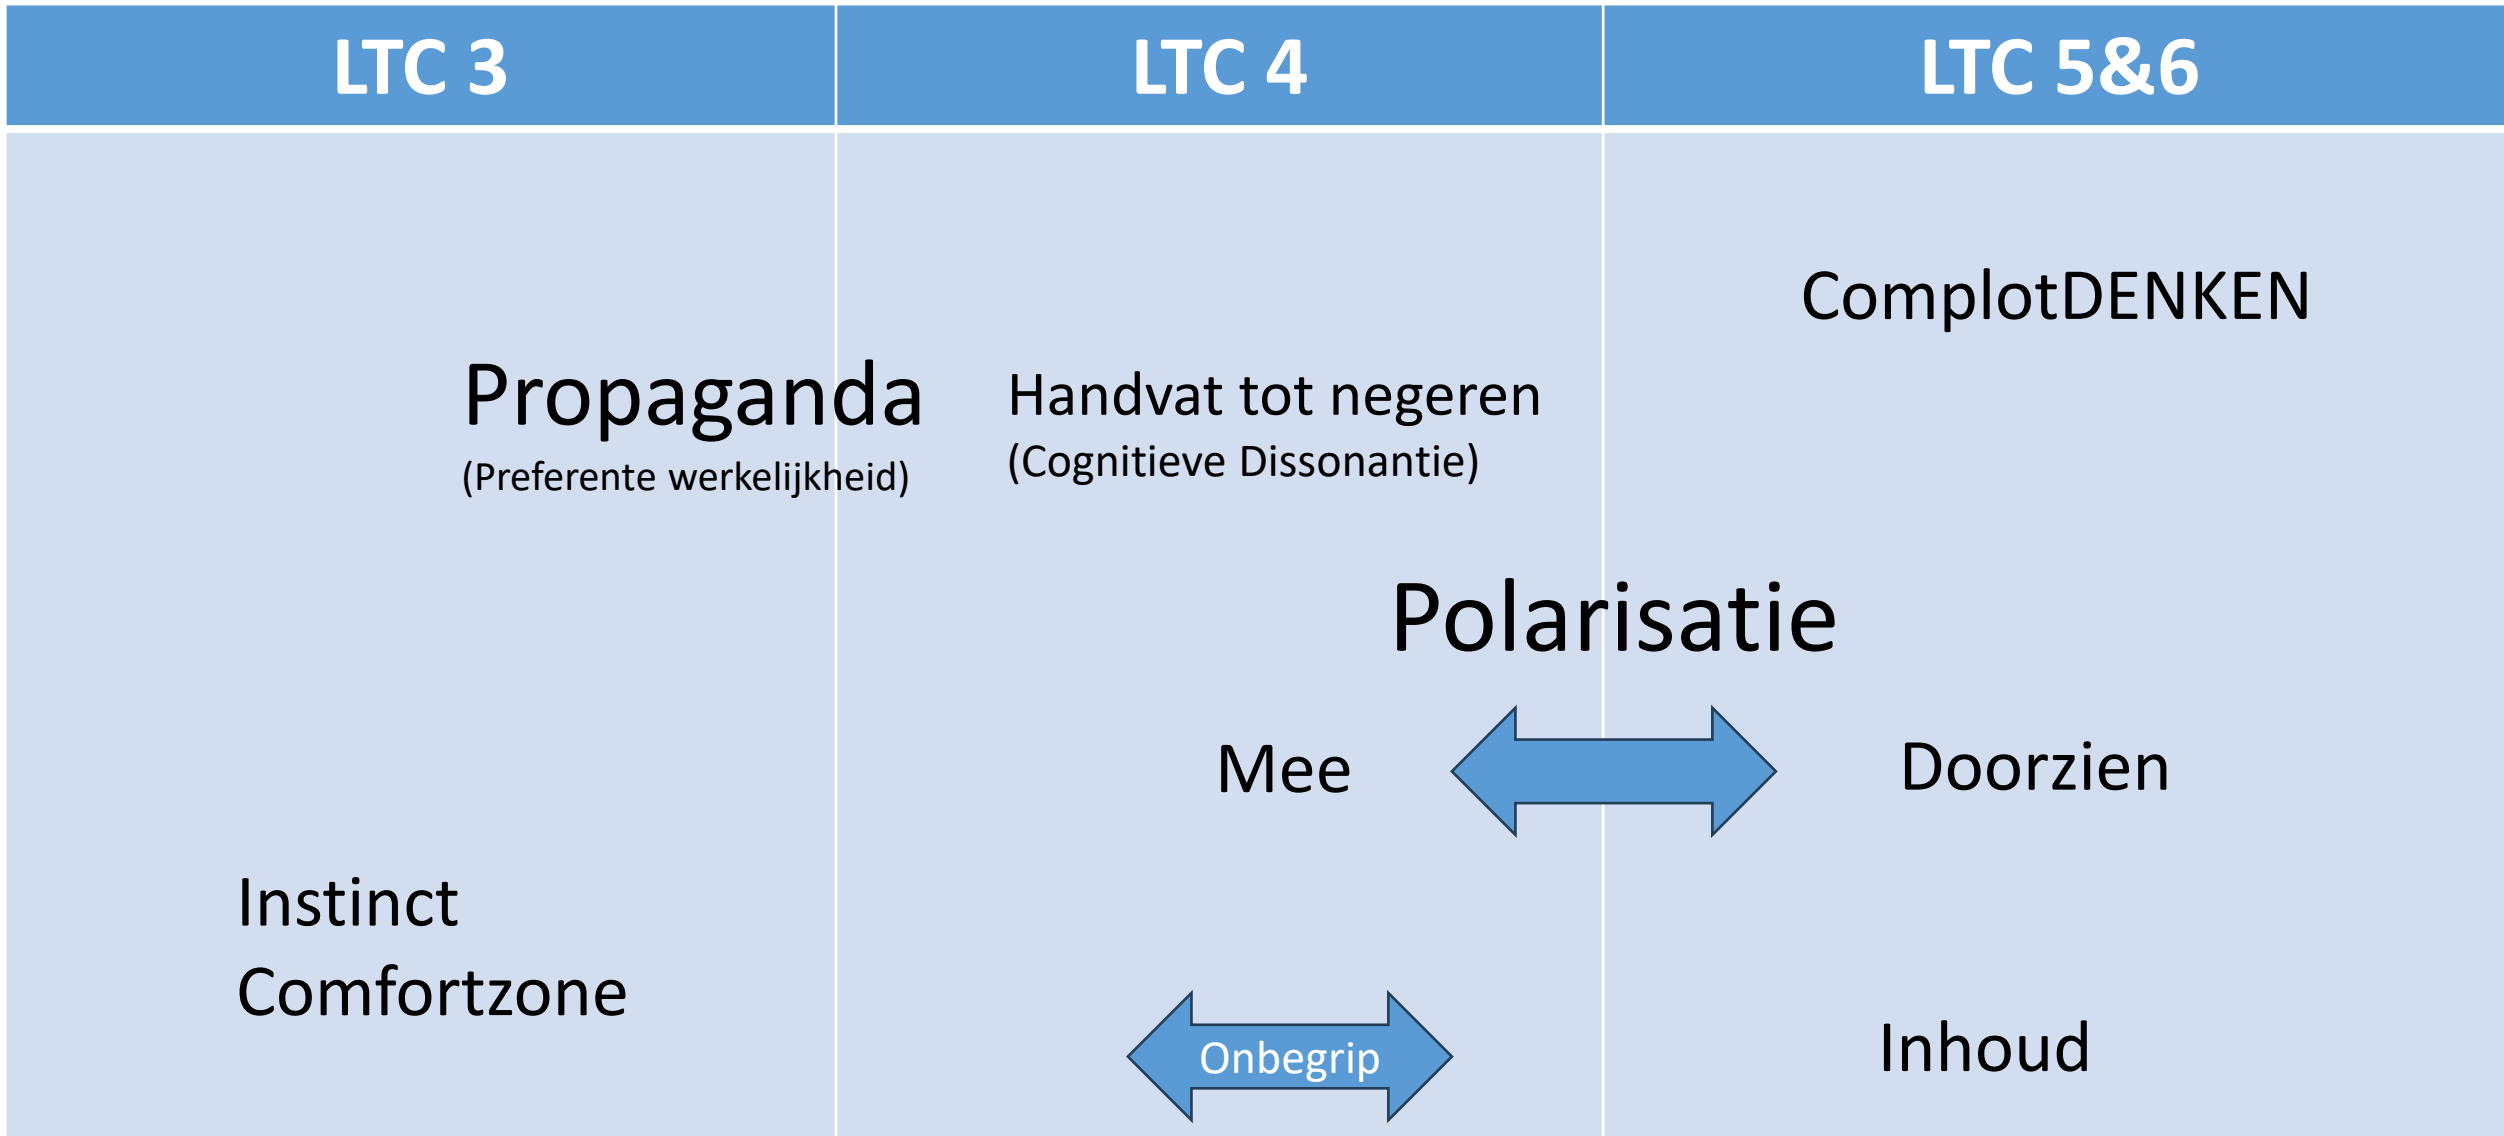 LTC 3
LTC 4
LTC 5&6
ComplotDENKEN
Propaganda
(Preferente werkelijkheid)
Handvat tot negeren
(Cognitieve Dissonantie)
Polarisatie
Mee
Doorzien
Instinct
Comfortzone
Onbegrip
Inhoud